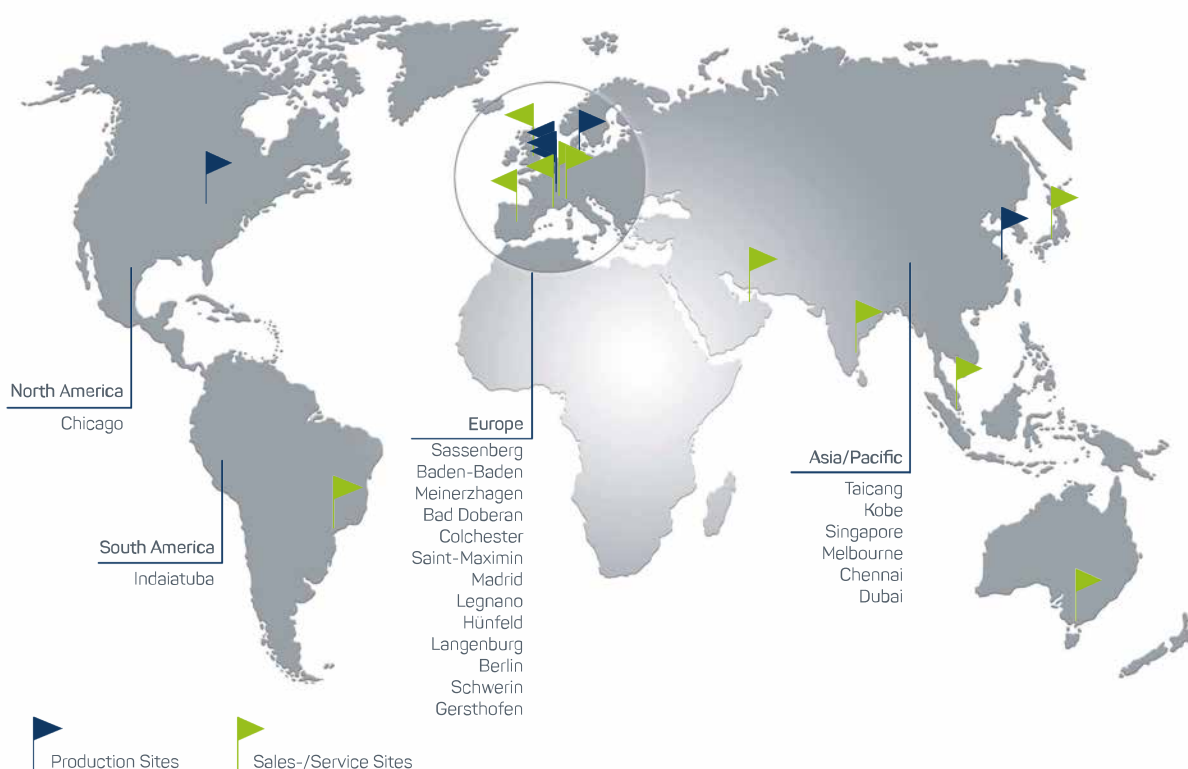 North America
Chicago
South America
Indaiatuba
Europe
Sassenberg
Baden-Baden
Meinerzhagen
Bad Doberan
Colchester
Saint-Maximin
Madrid
Legnano
Hünfeld
Langenburg
Berlin
Schwerin
Gersthofen
Asia/Pacific
Taicang
Kobe
Singapore
Melbourne
Chennai
Dubai
Production Sites
Sales-/Service Sites